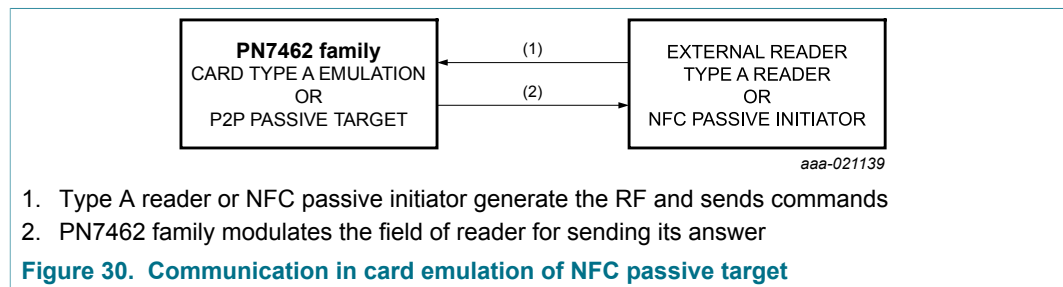 PN7462 family
CARD TYPE A EMULATION
OR
P2P PASSIVE TARGET
(1)
(2)
EXTERNAL READER
TYPE A READER
OR
NFC PASSIVE INITIATOR
aaa-021139
1. Type A reader or NFC passive initiator generate the RF and sends commands
2. PN7462 family modulates the field of reader for sending its answer
Figure 30. Communication in card emulation of NFC passive target